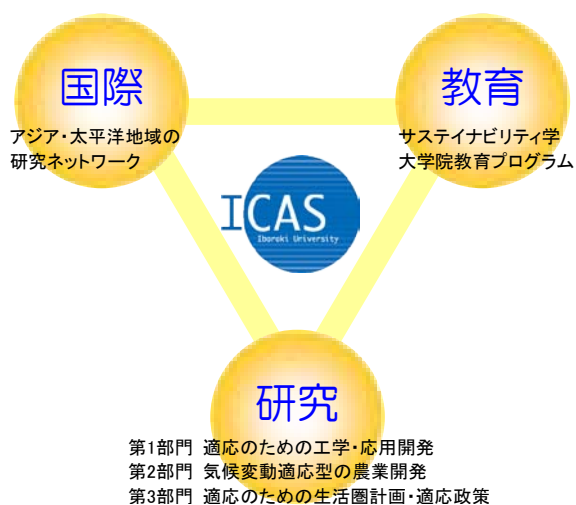 国際
アジア・太平洋地域の
研究ネットワーク
教育
サステイナビリティ学
大学院教育プログラム
ICAS
Ibaraki University
研究
第1部門 適応のための工学・応用開発
第2部門 気候変動適応型の農業開発
第3部門 適応のための生活圏計画・適応政策